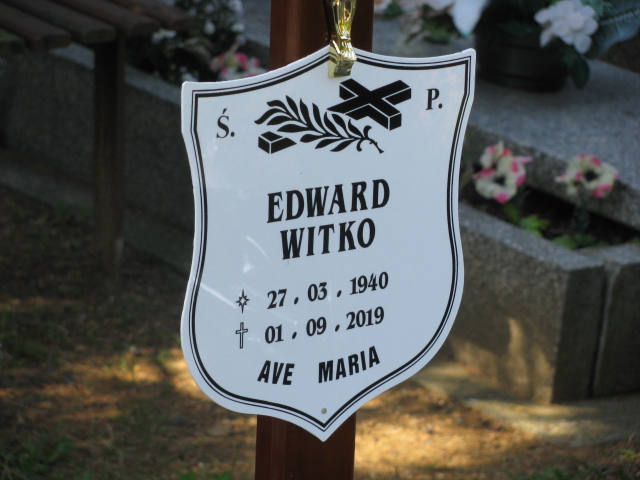 Ś. P.
EDWARD
WITKO
27.03.1940
01.09.2019
AVE MARIA